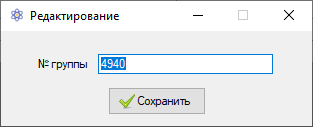 Редактирование
№ группы 4940
Сохранить